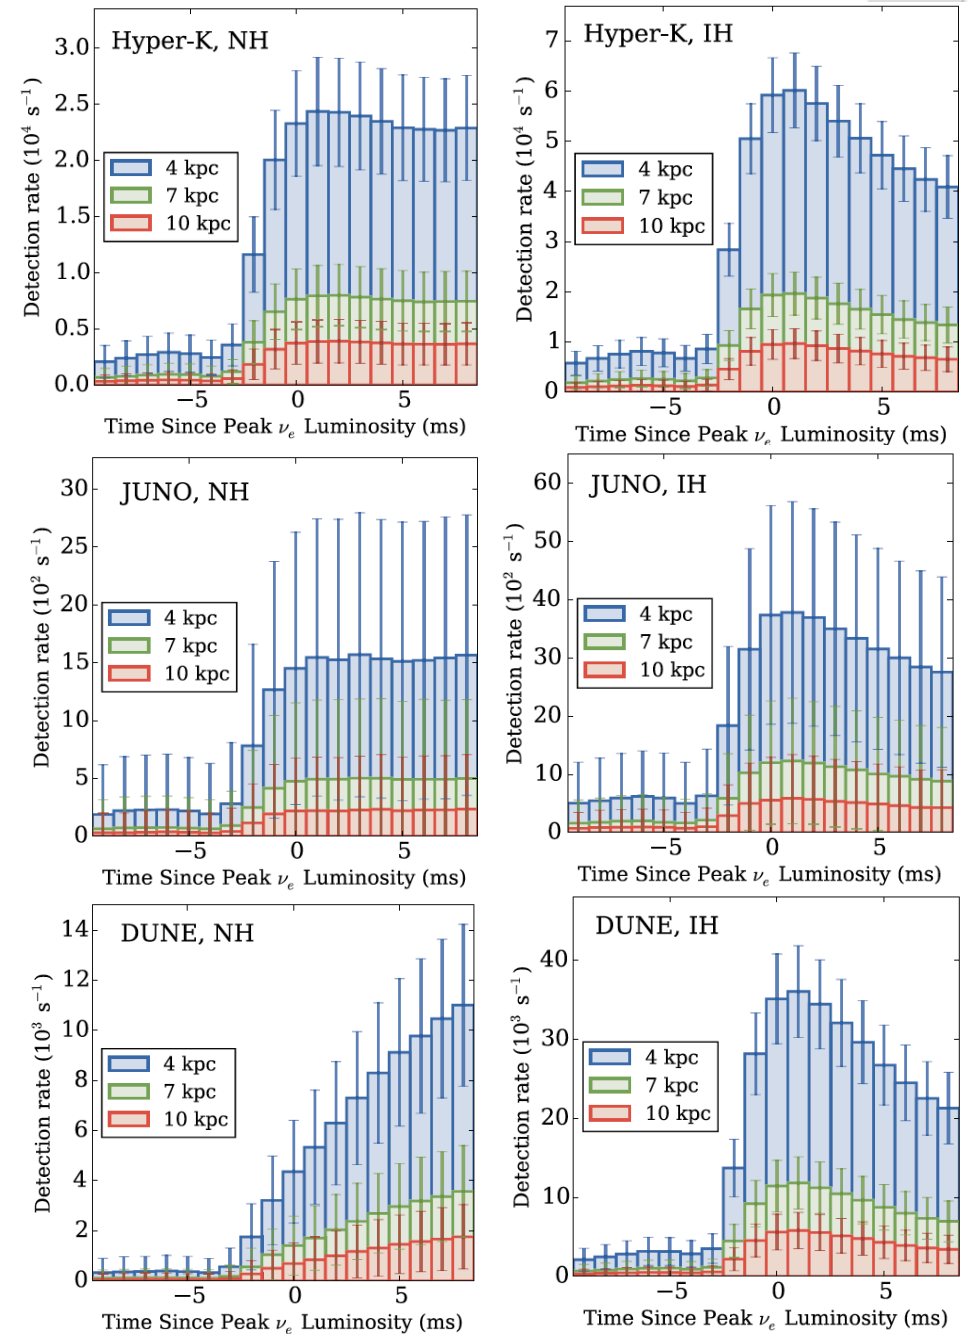 Hyper-K, NH
Detection rate (10⁴ s⁻¹)
3.0
2.5
2.0
1.5
1.0
0.5
0.0
4 kpc
7 kpc
10 kpc
−5 0 5
Time Since Peak νₑ Luminosity (ms)
Hyper-K, IH
Detection rate (10⁴ s⁻¹)
7
6
5
4
3
2
1
0
4 kpc
7 kpc
10 kpc
−5 0 5
Time Since Peak νₑ Luminosity (ms)
JUNO, NH
Detection rate (10² s⁻¹)
30
25
20
15
10
5
0
4 kpc
7 kpc
10 kpc
−5 0 5
Time Since Peak νₑ Luminosity (ms)
JUNO, IH
Detection rate (10² s⁻¹)
60
50
40
30
20
10
0
4 kpc
7 kpc
10 kpc
−5 0 5
Time Since Peak νₑ Luminosity (ms)
DUNE, NH
Detection rate (10³ s⁻¹)
14
12
10
8
6
4
2
0
4 kpc
7 kpc
10 kpc
−5 0 5
Time Since Peak νₑ Luminosity (ms)
DUNE, IH
Detection rate (10³ s⁻¹)
40
30
20
10
0
4 kpc
7 kpc
10 kpc
−5 0 5
Time Since Peak νₑ Luminosity (ms)